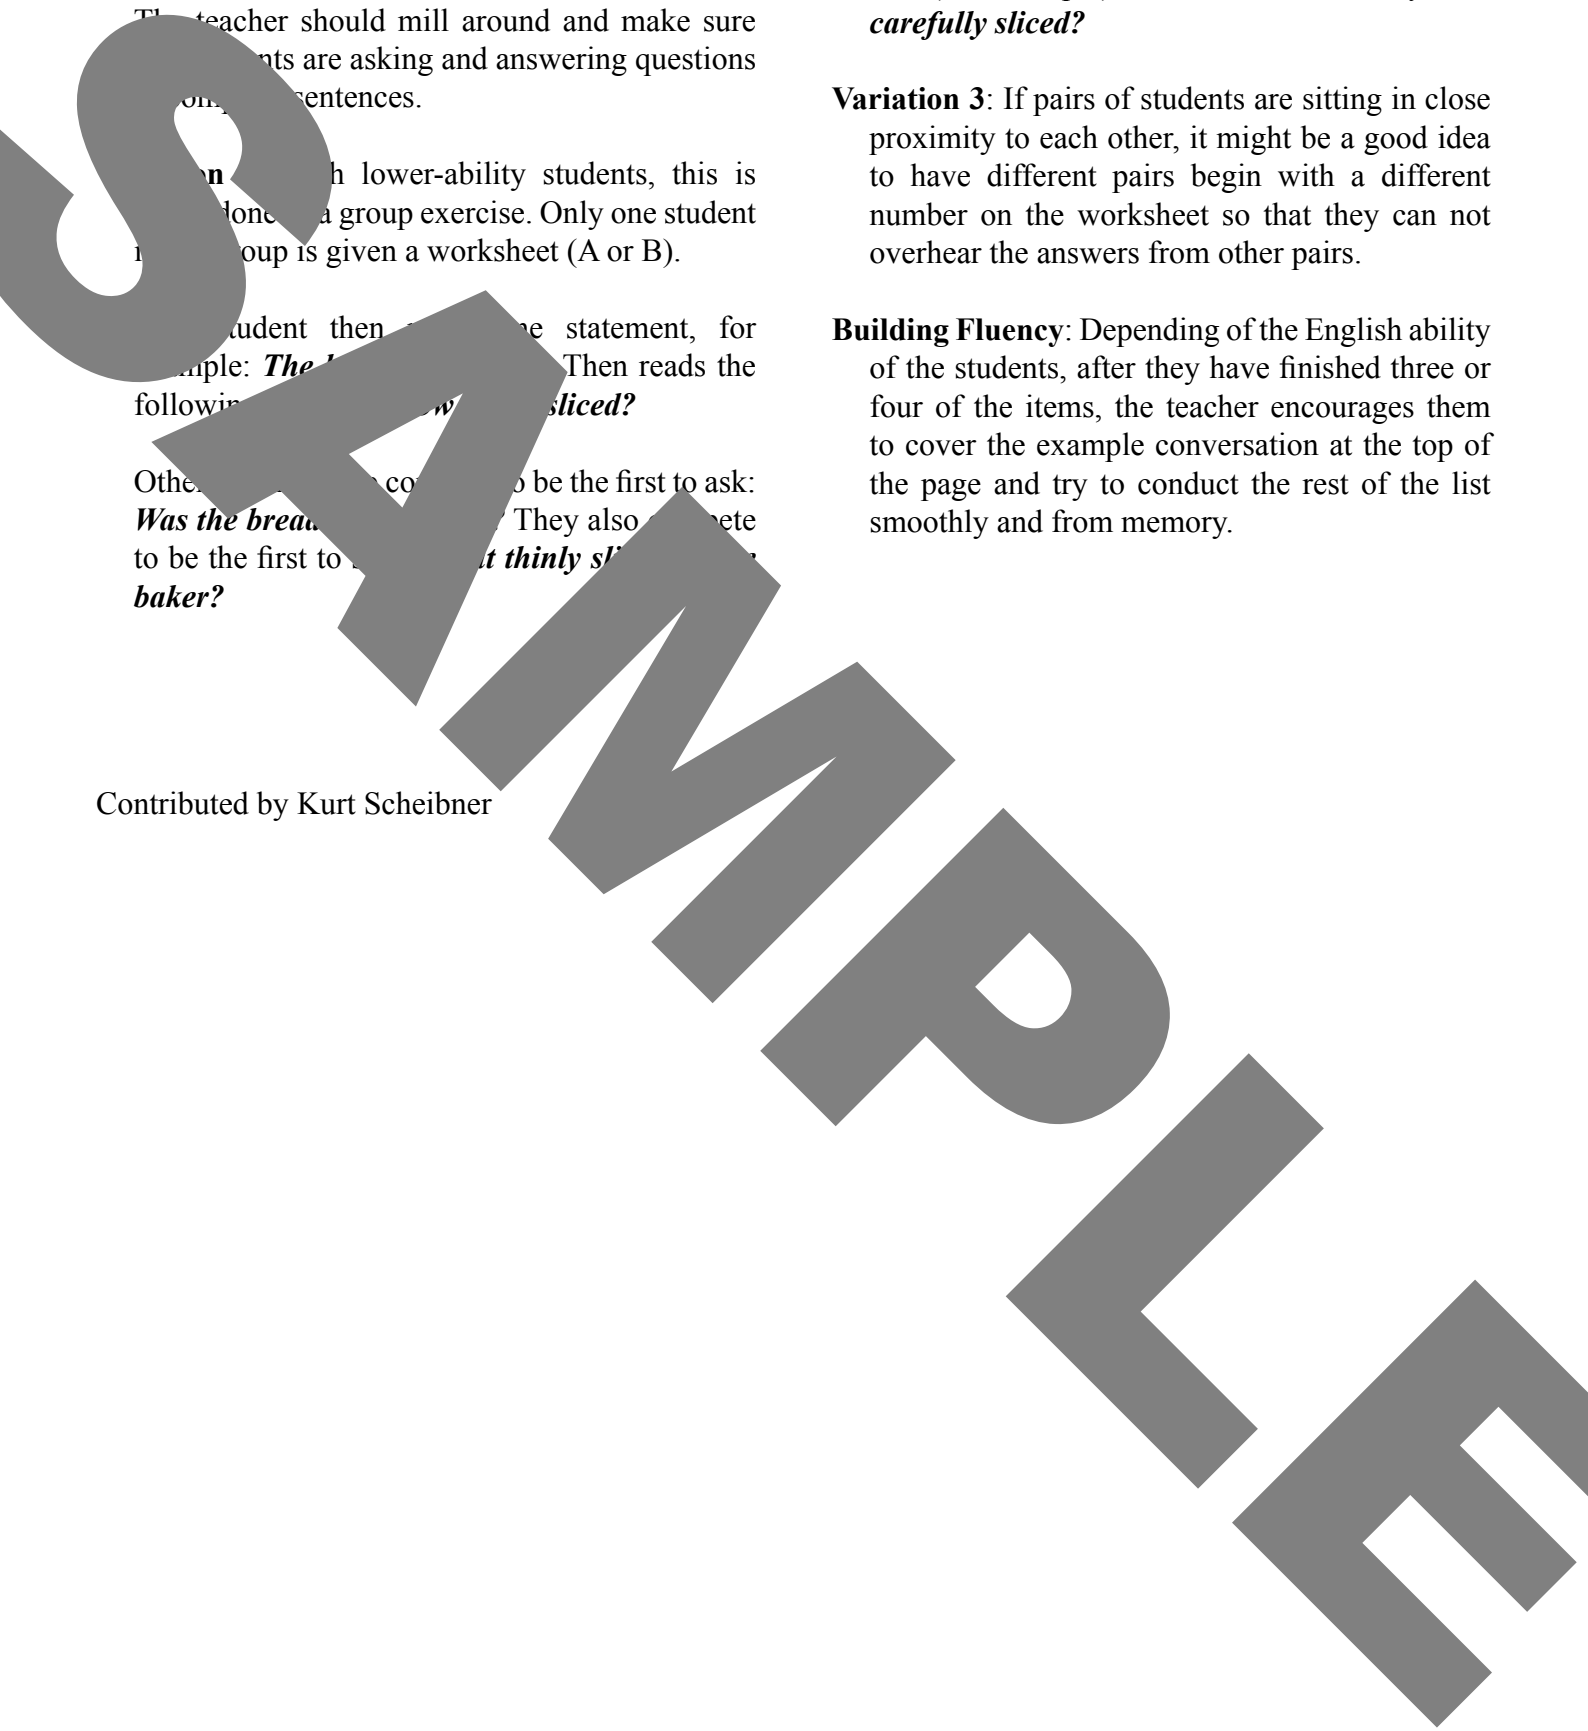 teacher should mill around and make sure
are asking and answering questions
sentences.
lower-ability students, this is
done a group exercise. Only one student
is given a worksheet (A or B).
then statement, for
The Then reads the
sliced?
be the first to ask:
Was the bread They also
to be the first to thinly
baker?
Contributed by Kurt Scheibner
carefully sliced?
Variation 3: If pairs of students are sitting in close
proximity to each other, it might be a good idea
to have different pairs begin with a different
number on the worksheet so that they can not
overhear the answers from other pairs.
Building Fluency: Depending of the English ability
of the students, after they have finished three or
four of the items, the teacher encourages them
to cover the example conversation at the top of
the page and try to conduct the rest of the list
smoothly and from memory.
SAMPLE